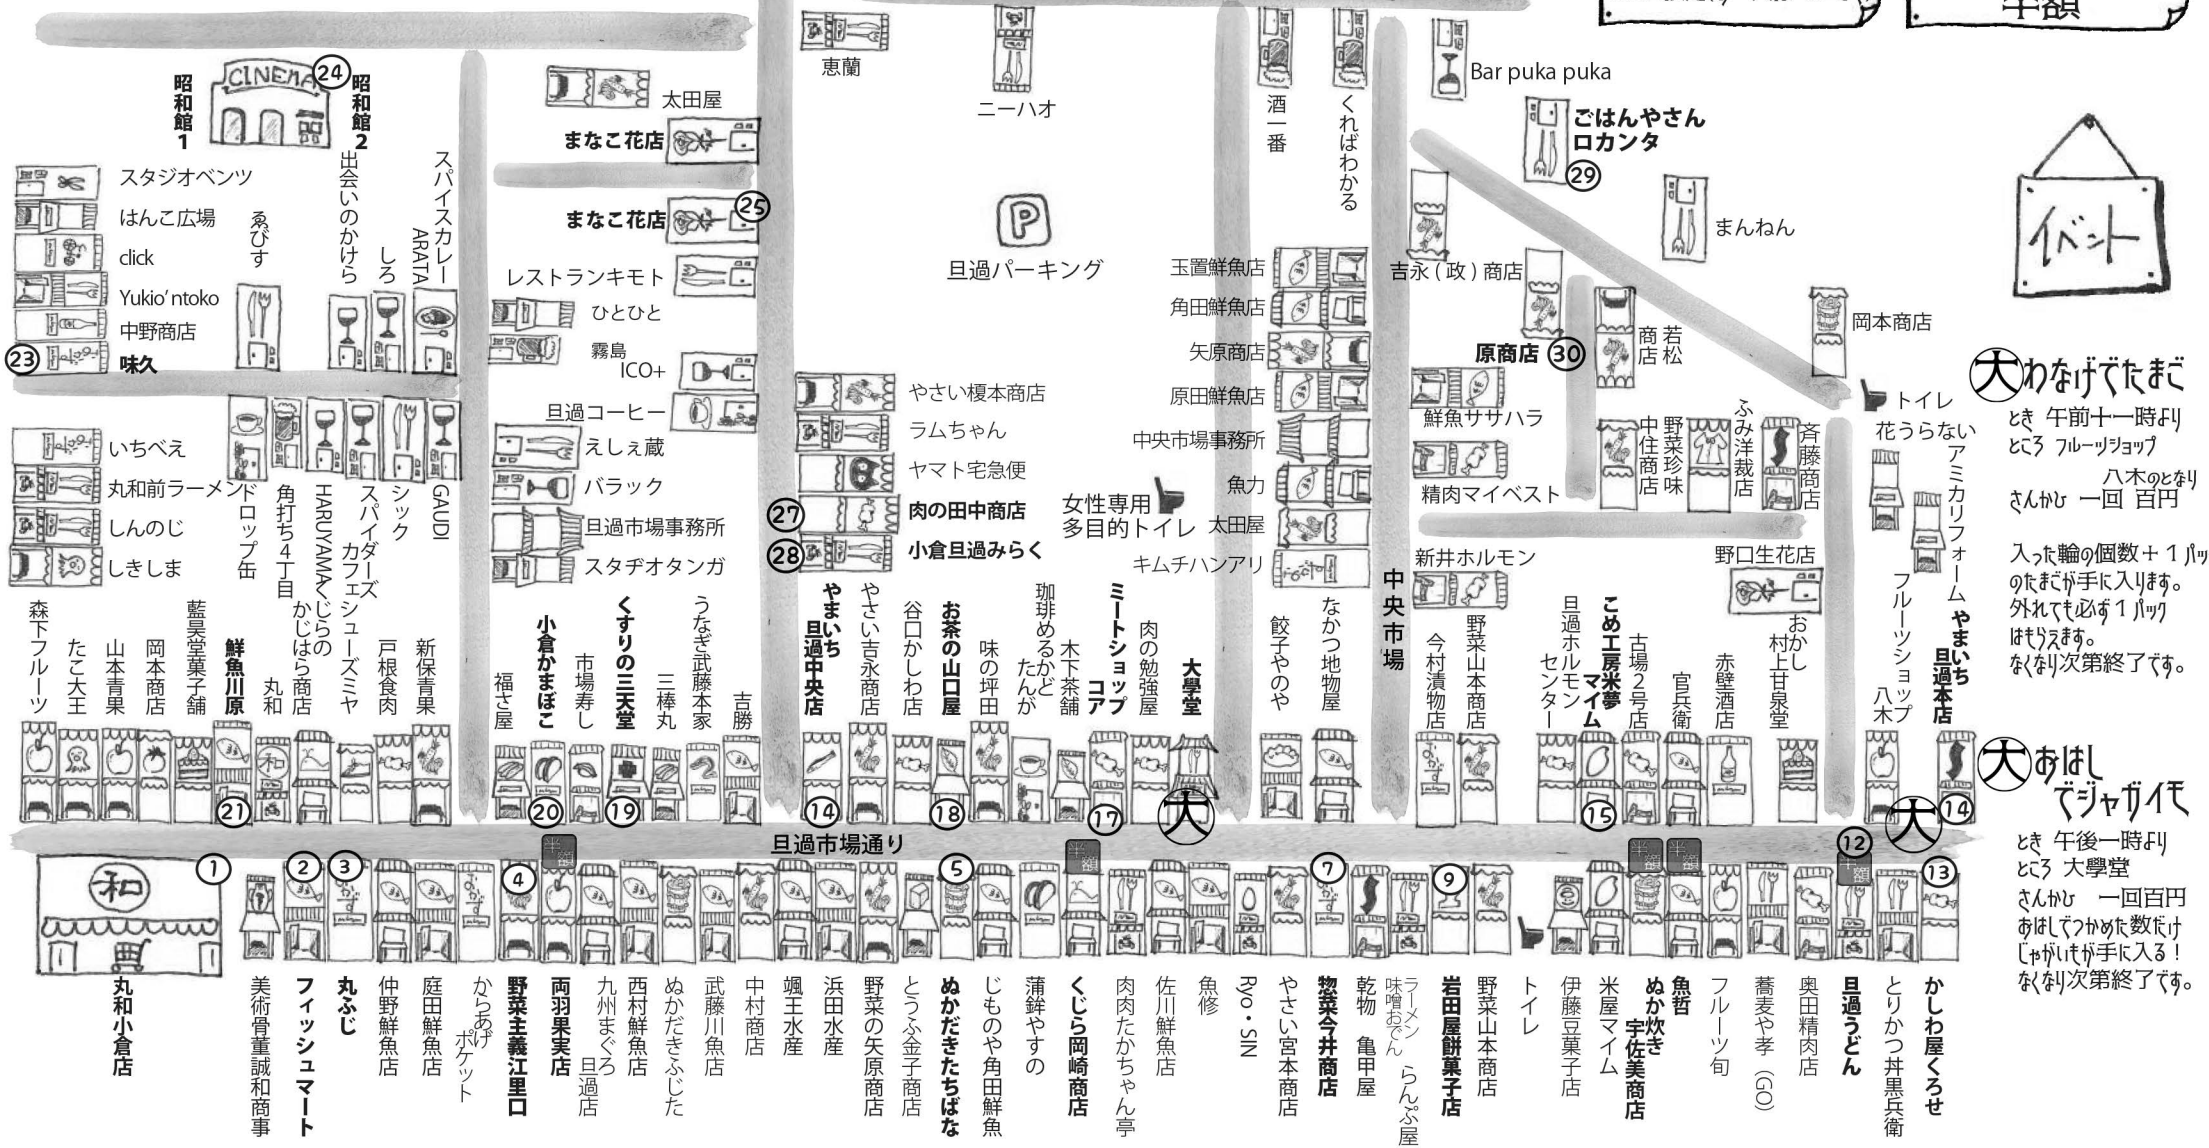 半額
CINEMA
24
昭和館1
昭和館2
スタジオベンツ
はんこ広場
click
Yukio'ntoko
中野商店
23
味久
ゑびす
出会いのかけら
しろ
スパイスカレー
ARATA
太田屋
まなこ花店
まなこ花店
25
レストランキモト
ひとひと
霧島
ICO+
旦過コーヒー
えしぇ蔵
バラック
旦過市場事務所
スタヂオタンガ
いちべえ
丸和前ラーメン
しんのじ
しきしま
ドロップ缶
角打ち4丁目
HARUYAMA
スパイダーズ
カフェ
シック
GAUDI
恵蘭
ニーハオ
酒一番
くればわかる
Bar puka puka
ごはんやさん
ロカンタ
29
まんねん
P
旦過パーキング
玉置鮮魚店
角田鮮魚店
矢原商店
原田鮮魚店
中央市場事務所
魚力
太田屋
キムチハンアリ
女性専用
多目的トイレ
やさい榎本商店
ラムちゃん
ヤマト宅急便
27
肉の田中商店
28
小倉旦過みらく
吉永(政)商店
原商店
30
若松
商店
岡本商店
鮮魚ササハラ
精肉マイベスト
新井ホルモン
中住商店
野菜珍味
ふみ洋裁店
斉藤商店
野口生花店
トイレ
花うらない
アミカリフォーム
中央市場
森下フルーツ
たこ大王
山本青果
岡本商店
藍昊堂菓子舗
鮮魚川原
丸和
くじらの
かじはら商店
シューズミヤ
戸根食肉
新保青果
福さ屋
小倉かまぼこ
市場寿し
くすりの三天堂
三棒丸
うなぎ武藤本家
吉勝
やまいち
旦過中央店
やさい吉永商店
谷口かしわ店
お茶の山口屋
味の坪田
珈琲めるかど
たんが
木下茶舗
ミートショップ
コア
肉の勉強屋
大學堂
餃子やのや
なかつ地物屋
今村漬物店
野菜山本商店
旦過ホルモン
センター
こめ工房米夢
マイム
古場2号店
官兵衛
赤壁酒店
おかし
村上甘泉堂
フルーツショップ
八木
やまいち
旦過本店
和
21
20
19
14
18
17
大
15
大
14
旦過市場通り
和
1
2
3
4
半額
5
半額
7
9
半額
半額
12
半額
13
丸和小倉店
美術骨董誠和商事
フィッシュマート
丸ふじ
仲野鮮魚店
庭田鮮魚店
からあげ
ポケット
野菜主義江里口
両羽果実店
九州まぐろ
旦過店
西村鮮魚店
ぬかだきふじた
武藤川魚店
中村商店
颯王水産
浜田水産
野菜の矢原商店
とうふ金子商店
ぬかだきたちばな
じものや角田鮮魚
蒲鉾やすの
くじら岡崎商店
肉肉たかちゃん亭
佐川鮮魚店
魚修
Ryo・SIN
やさい宮本商店
惣菜今井商店
乾物 亀甲屋
ラーメン
味噌おでん らんぷ屋
岩田屋餅菓子店
野菜山本商店
トイレ
伊藤豆菓子店
米屋マイム
ぬか炊き
宇佐美商店
魚哲
フルーツ旬
蕎麦や孝(GO)
奥田精肉店
旦過うどん
とりかつ丼黒兵衛
かしわ屋くろせ
イベント
大わなげでたまご
とき 午前十一時より
ところ フルーツショップ
八木のとなり
さんかひ 一回 百円
入った輪の個数+1パック
のたまごが手に入ります。
外れても必ず1パック
はもらえます。
なくなり次第終了です。
大おはし
でジャガイモ
とき 午後一時より
ところ 大學堂
さんかひ 一回百円
おはしでつかめた数だけ
じゃがいもが手に入る!
なくなり次第終了です。